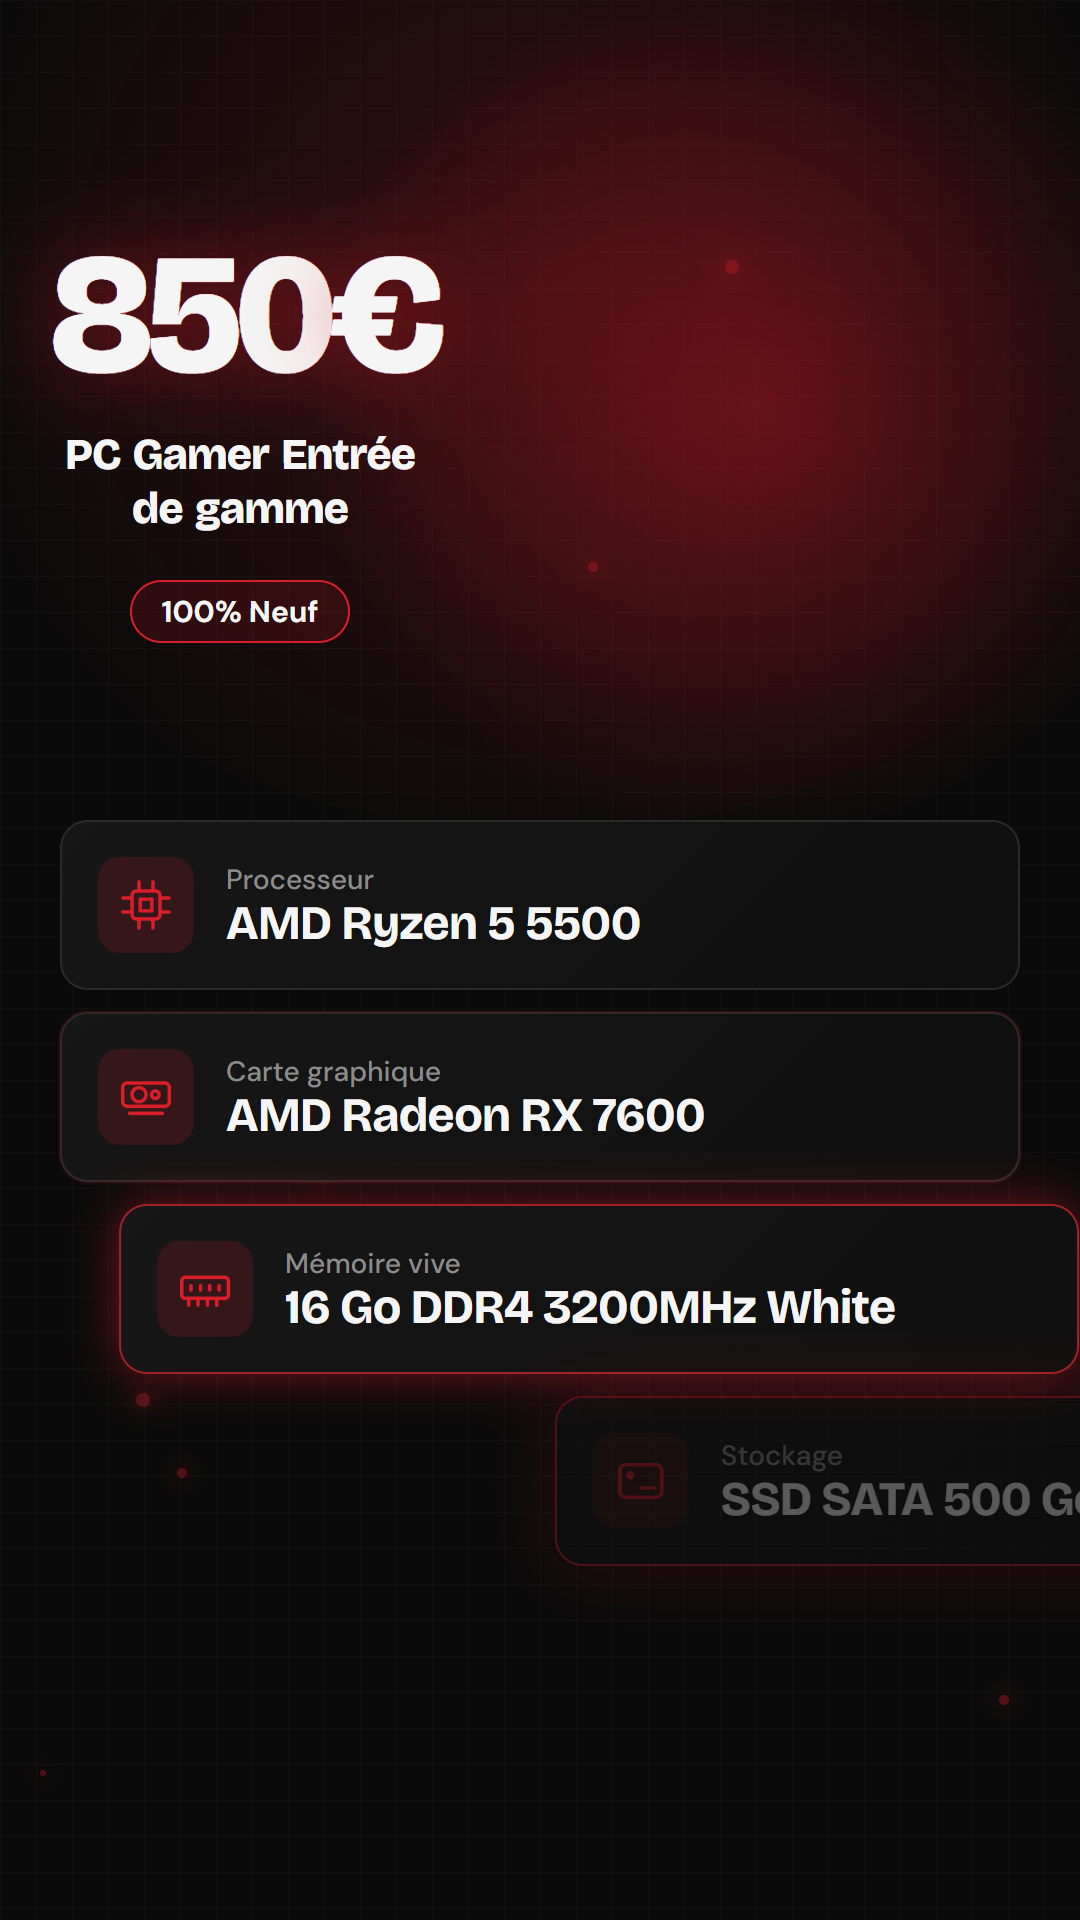 850€
PC Gamer Entrée
de gamme
100% Neuf
Processeur
AMD Ryzen 5 5500
Carte graphique
AMD Radeon RX 7600
Mémoire vive
16 Go DDR4 3200MHz White
Stockage
SSD SATA 500 Go